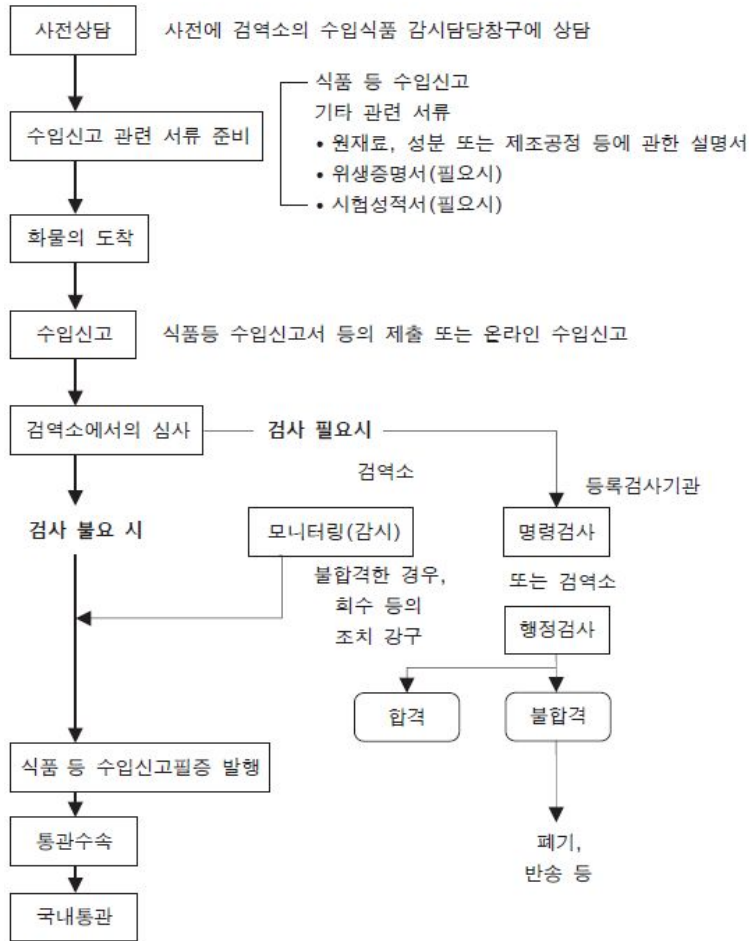 사전상담
사전에 검역소의 수입식품 감시담당창구에 상담
수입신고 관련 서류 준비
식품 등 수입신고
기타 관련 서류
• 원재료, 성분 또는 제조공정 등에 관한 설명서
• 위생증명서(필요시)
• 시험성적서(필요시)
화물의 도착
수입신고
식품등 수입신고서 등의 제출 또는 온라인 수입신고
검역소에서의 심사
검사 필요시
검역소
등록검사기관
검사 불요 시
모니터링(감시)
명령검사
불합격한 경우,
회수 등의
조치 강구
또는 검역소
행정검사
합격
불합격
식품 등 수입신고필증 발행
통관수속
폐기,
반송 등
국내통관